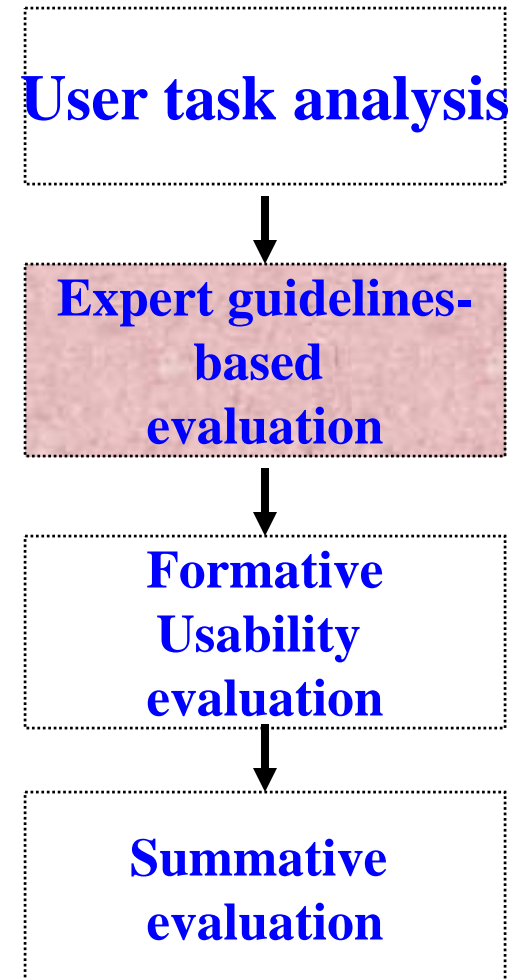 User task analysis
Expert guidelines-
based
evaluation
Formative
Usability
evaluation
Summative
evaluation